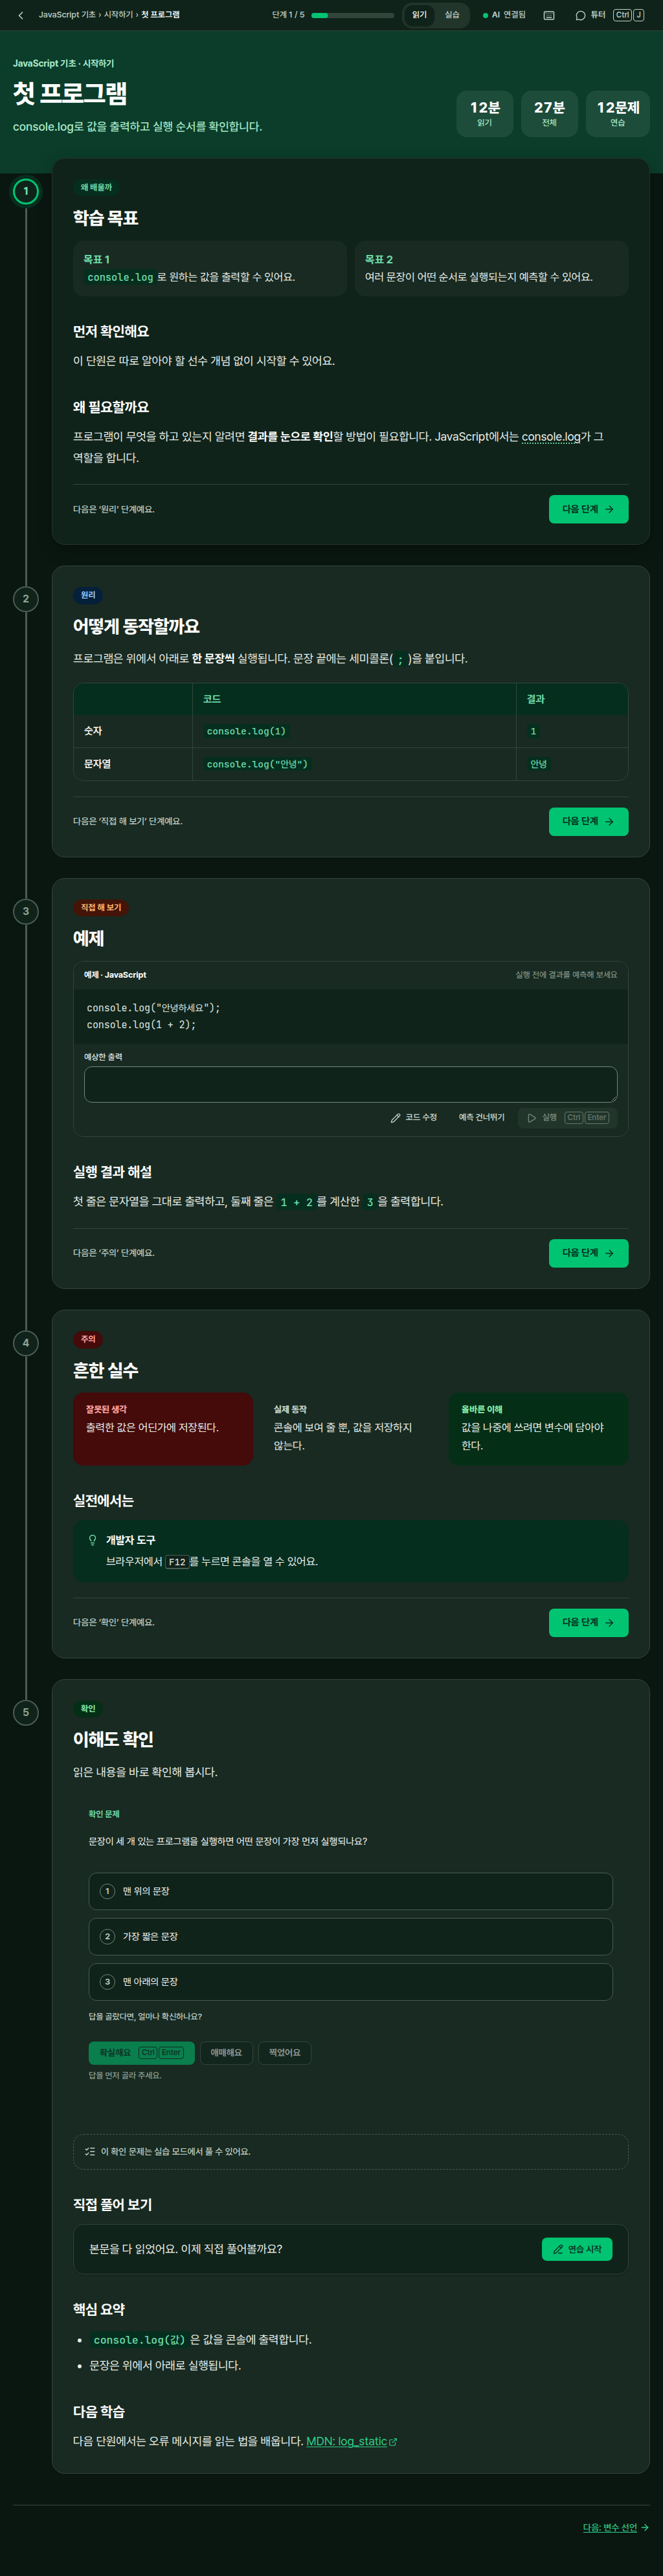 JavaScript 기초 › 시작하기 › 첫 프로그램
단계 1 / 5
읽기 실습
AI 연결됨
튜터 Ctrl J
JavaScript 기초 · 시작하기
첫 프로그램
console.log로 값을 출력하고 실행 순서를 확인합니다.
12분
읽기
27분
전체
12문제
연습
1
왜 배울까
학습 목표
목표 1
console.log 로 원하는 값을 출력할 수 있어요.
목표 2
여러 문장이 어떤 순서로 실행되는지 예측할 수 있어요.
먼저 확인해요
이 단원은 따로 알아야 할 선수 개념 없이 시작할 수 있어요.
왜 필요할까요
프로그램이 무엇을 하고 있는지 알려면 결과를 눈으로 확인할 방법이 필요합니다. JavaScript에서는 console.log가 그
역할을 합니다.
다음은 ‘원리’ 단계예요.
다음 단계
2
원리
어떻게 동작할까요
프로그램은 위에서 아래로 한 문장씩 실행됩니다. 문장 끝에는 세미콜론( ; )을 붙입니다.
코드 결과
숫자 console.log(1) 1
문자열 console.log("안녕") 안녕
다음은 ‘직접 해 보기’ 단계예요.
다음 단계
3
직접 해 보기
예제
예제 · JavaScript
실행 전에 결과를 예측해 보세요
console.log("안녕하세요");
console.log(1 + 2);
예상한 출력
코드 수정 예측 건너뛰기 실행 Ctrl Enter
실행 결과 해설
첫 줄은 문자열을 그대로 출력하고, 둘째 줄은 1 + 2 를 계산한 3 을 출력합니다.
다음은 ‘주의’ 단계예요.
다음 단계
4
주의
흔한 실수
잘못된 생각
출력한 값은 어딘가에 저장된다.
실제 동작
콘솔에 보여 줄 뿐, 값을 저장하지
않는다.
올바른 이해
값을 나중에 쓰려면 변수에 담아야
한다.
실전에서는
개발자 도구
브라우저에서 F12 를 누르면 콘솔을 열 수 있어요.
다음은 ‘확인’ 단계예요.
다음 단계
5
확인
이해도 확인
읽은 내용을 바로 확인해 봅시다.
확인 문제
문장이 세 개 있는 프로그램을 실행하면 어떤 문장이 가장 먼저 실행되나요?
1 맨 위의 문장
2 가장 짧은 문장
3 맨 아래의 문장
답을 골랐다면, 얼마나 확신하나요?
확실해요 Ctrl Enter 애매해요 찍었어요
답을 먼저 골라 주세요.
이 확인 문제는 실습 모드에서 풀 수 있어요.
직접 풀어 보기
본문을 다 읽었어요. 이제 직접 풀어볼까요?
연습 시작
핵심 요약
• console.log(값) 은 값을 콘솔에 출력합니다.
• 문장은 위에서 아래로 실행됩니다.
다음 학습
다음 단원에서는 오류 메시지를 읽는 법을 배웁니다. MDN: log_static
다음: 변수 선언